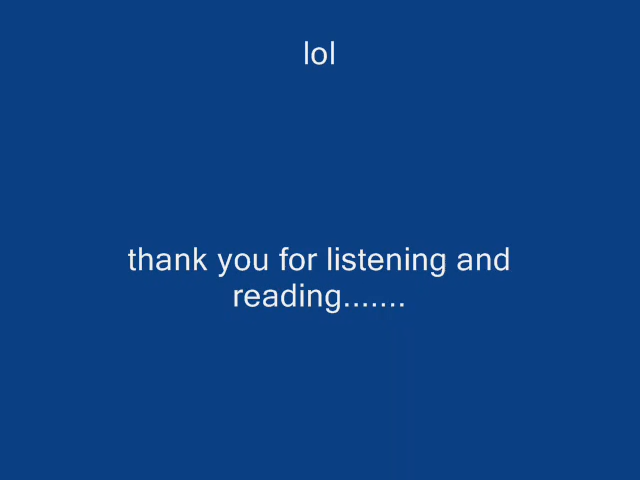 lol
thank you for listening and
reading.......